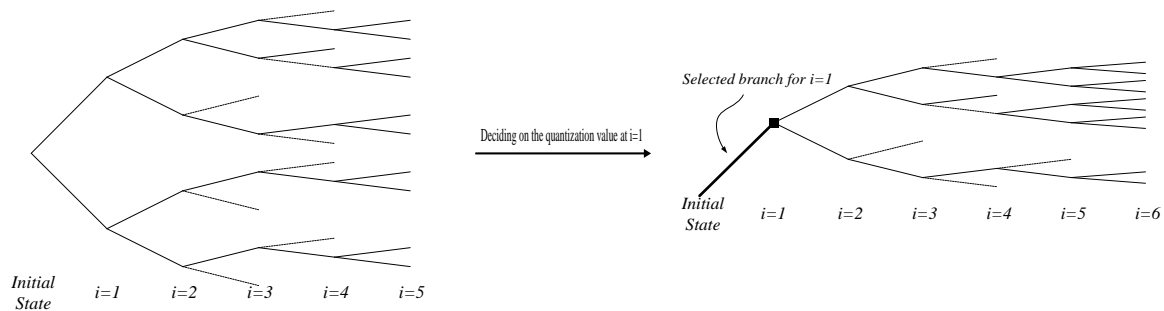 Selected branch for i=1
Deciding on the quantization value at i=1
Initial
State
i=1
i=2
i=3
i=4
i=5
i=6
Initial
State
i=1
i=2
i=3
i=4
i=5